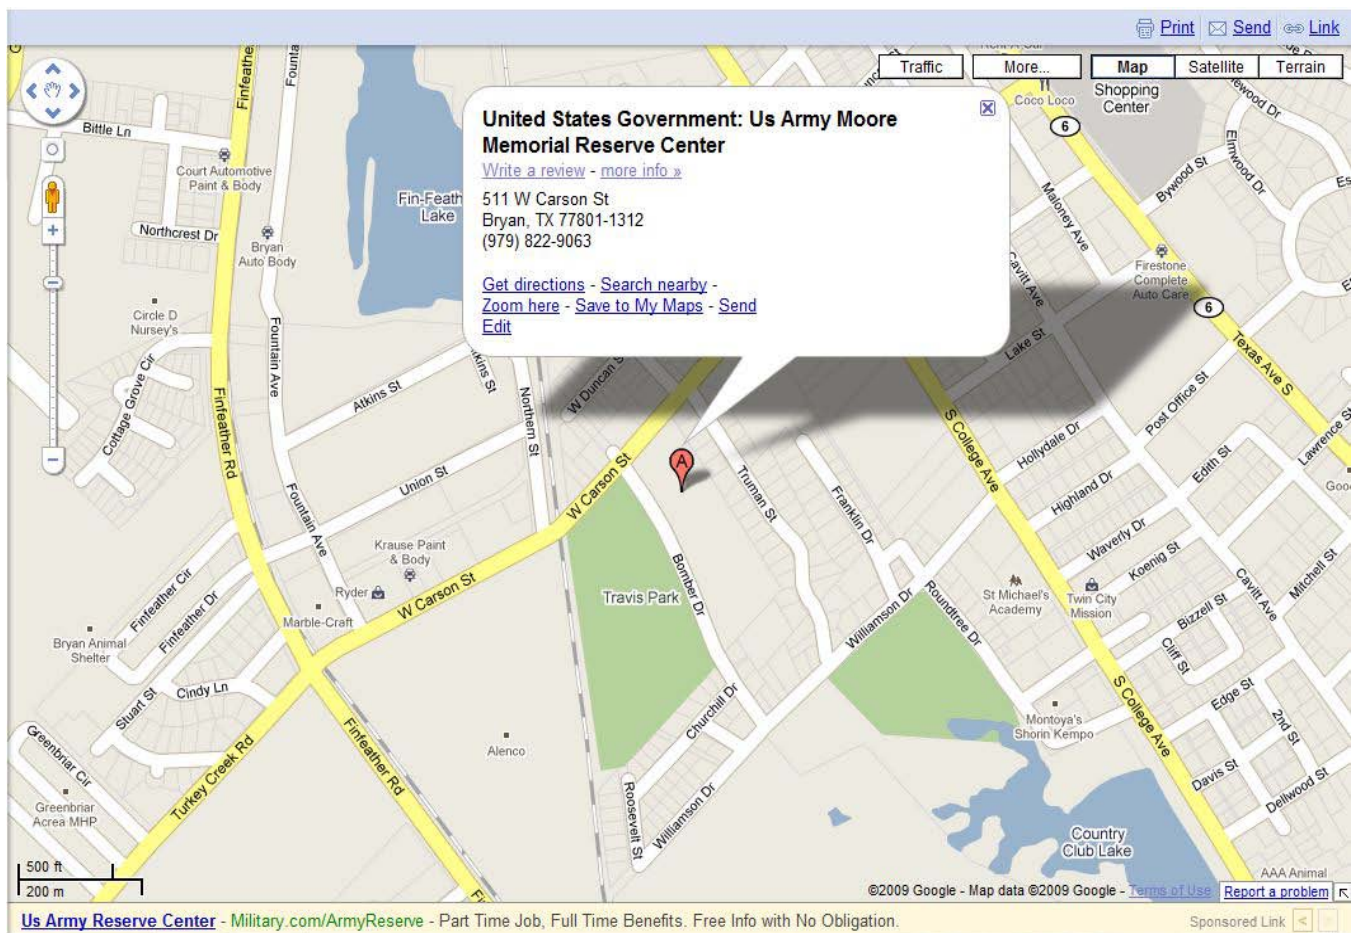 Print Send Link
Traffic More... Map Satellite Terrain
Shopping
Center
Coco Loco
6
United States Government: Us Army Moore
Memorial Reserve Center
Write a review - more info »
511 W Carson St
Bryan, TX 77801-1312
(979) 822-9063
Get directions - Search nearby -
Zoom here - Save to My Maps - Send
Edit
Finfeather
Bittle Ln
Court Automotive
Paint & Body
Northcrest Dr
Bryan
Auto Body
Fin-Feath
Lake
Elmwood Dr
Bywood St
Maloney Ave
Cavitt Ave
Firestone
Complete
Auto Care
6
Texas Ave S
Circle D
Nursey's
Cottage Grove Cir
Fountain Ave
Finfeather Rd
Atkins St
Atkins St
Northern St
W Duncan S
Lake St
Post Office St
Lawrence St
Goo
Union St
Fountain Ave
W Carson St
A
Truman St
Franklin Dr
S College Ave
Hollydale Dr
Highland Dr
Edith St
Waverly Dr
Koenig St
Mitchell St
Cavitt Ave
Krause Paint
& Body
Ryder
W Carson St
Marble-Craft
Finfeather Cir
Finfeather Dr
Bryan Animal
Shelter
Stuart St
Cindy Ln
Travis Park
Bomber Dr
Williamson Dr
Roundtree Dr
St Michael's
Academy
Twin City
Mission
Bizzell St
Cliff St
Edge St
2nd St
S College Ave
Davis St
Dellwood St
Montoya's
Shorin Kempo
Churchill Dr
Alenco
Roosevelt St
Williamson Dr
Greenbriar Cir
Greenbriar
Acrea MHP
Turkey Creek Rd
Finfeather Rd
Country
Club Lake
AAA Animal
500 ft
200 m
©2009 Google - Map data ©2009 Google - Terms of Use Report a problem
Us Army Reserve Center - Military.com/ArmyReserve - Part Time Job, Full Time Benefits. Free Info with No Obligation. Sponsored Link